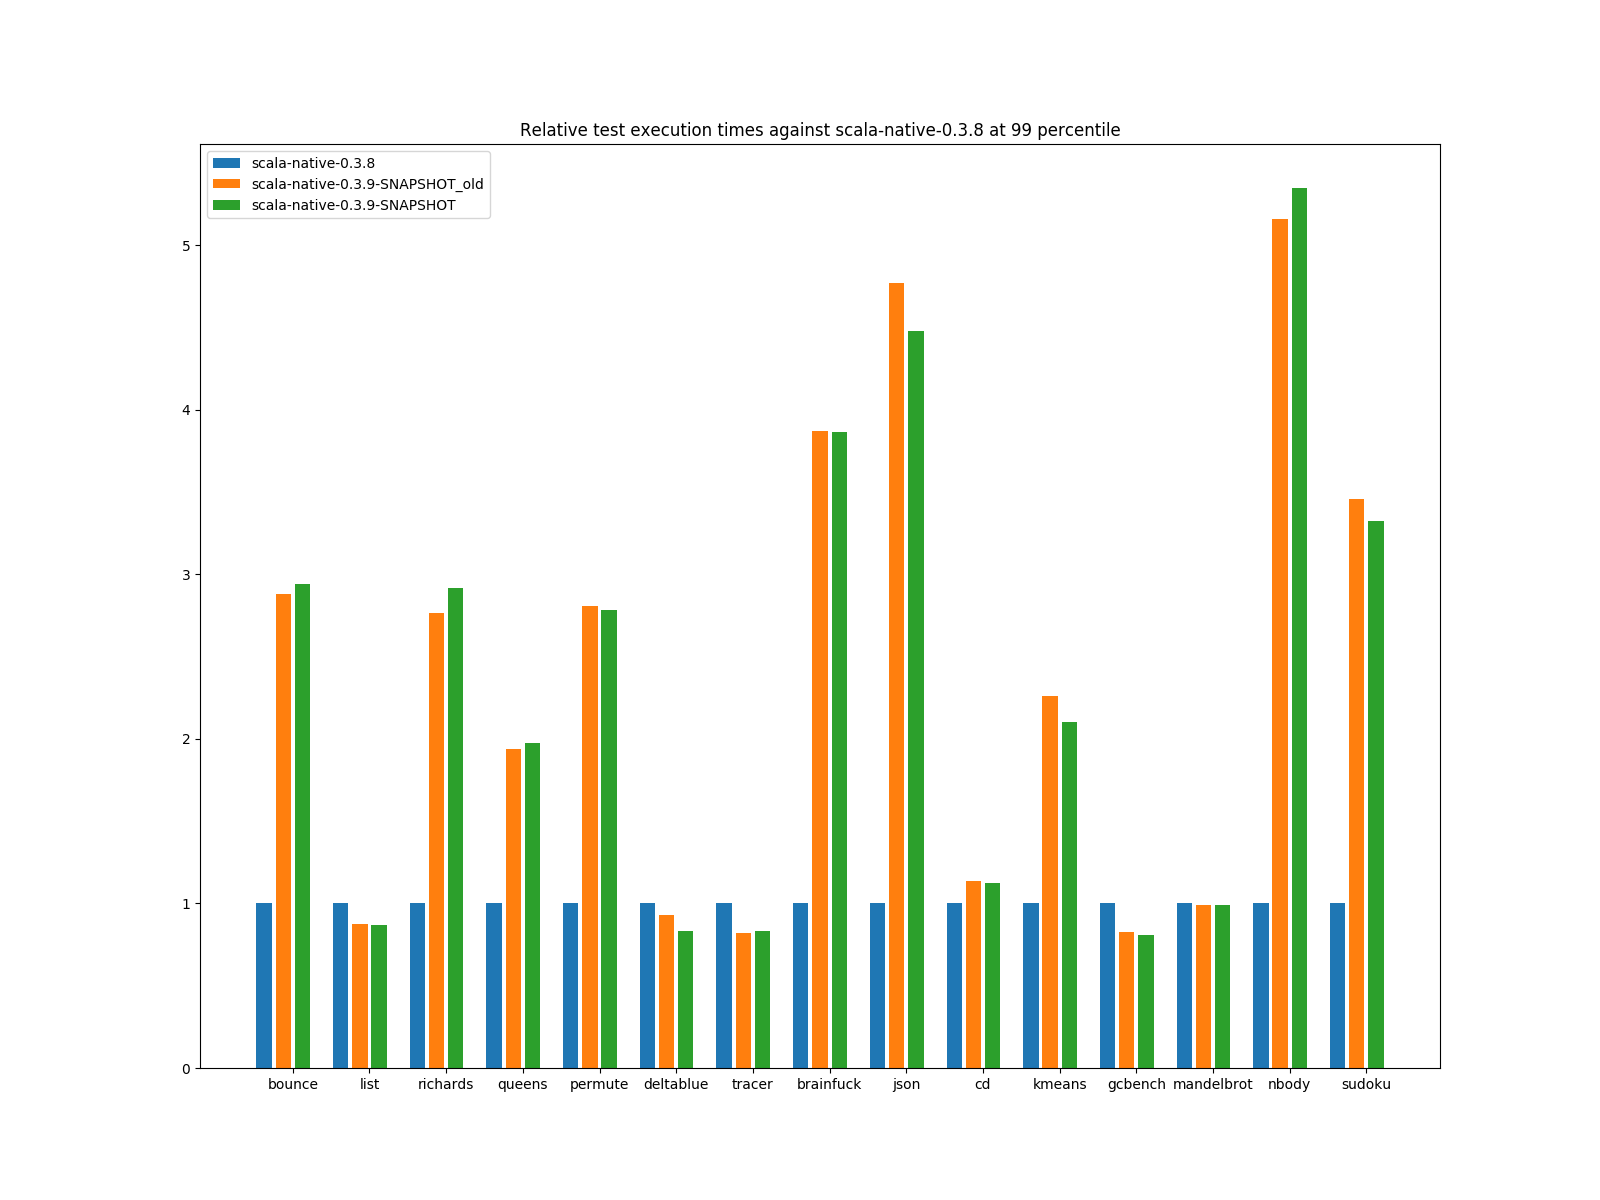 Relative test execution times against scala-native-0.3.8 at 99 percentile
scala-native-0.3.8
scala-native-0.3.9-SNAPSHOT_old
scala-native-0.3.9-SNAPSHOT
5
4
3
2
1
0
bounce list richards queens permute deltablue tracer brainfuck json cd kmeans gcbench mandelbrot nbody sudoku